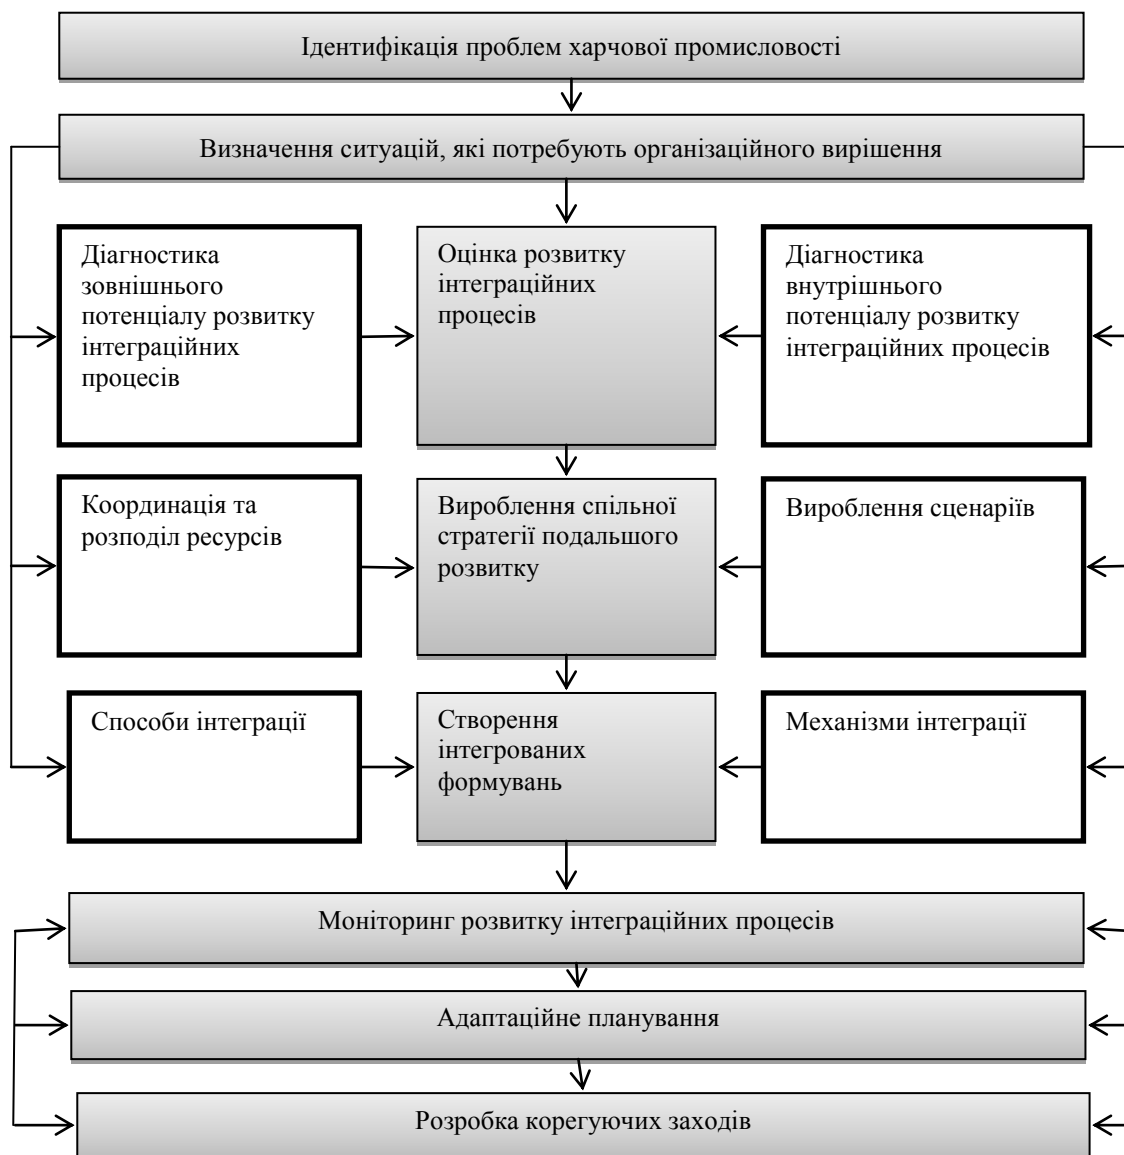 Ідентифікація проблем харчової промисловості
Визначення ситуацій, які потребують організаційного вирішення
Діагностика
зовнішнього
потенціалу розвитку
інтеграційних
процесів
Оцінка розвитку
інтеграційних
процесів
Діагностика
внутрішнього
потенціалу розвитку
інтеграційних процесів
Координація та
розподіл ресурсів
Вироблення спільної
стратегії подальшого
розвитку
Вироблення сценаріїв
Способи інтеграції
Створення
інтегрованих
формувань
Механізми інтеграції
Моніторинг розвитку інтеграційних процесів
Адаптаційне планування
Розробка корегуючих заходів